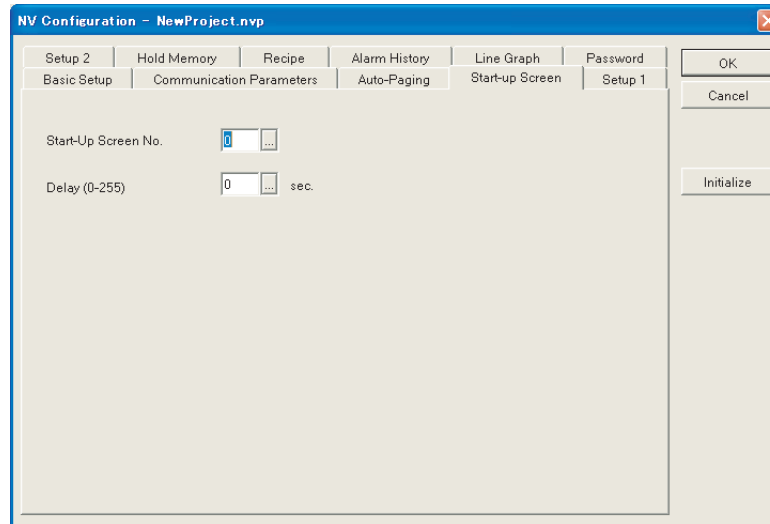 NV Configuration - NewProject.nvp
Setup 2 Hold Memory Recipe Alarm History Line Graph Password
Basic Setup Communication Parameters Auto-Paging Start-up Screen Setup 1
OK
Cancel
Start-Up Screen No. 0 ...
Delay (0-255) 0 ... sec.
Initialize